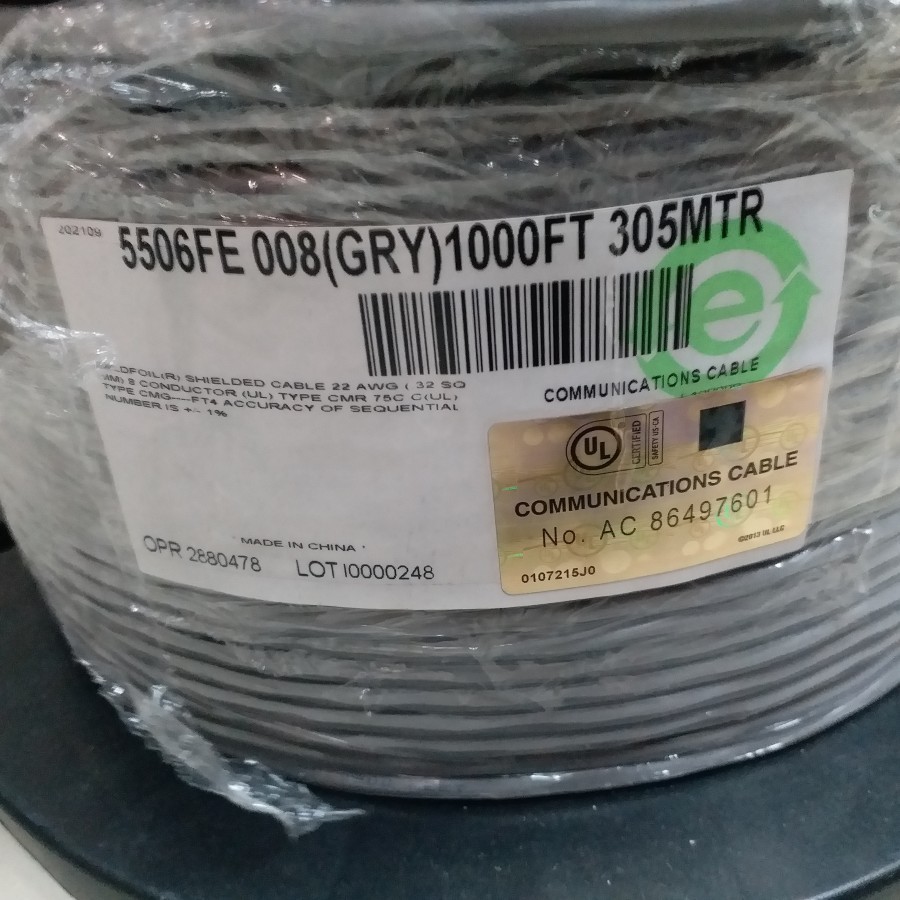 202109
5506FE 008(GRY)1000FT 305MTR
e
SHIELDED CABLE 22 AWG ( 32 SQ
MM) 8 CONDUCTOR (UL) TYPE CMR 75C C(UL)
TYPE CMG----FT4 ACCURACY OF SEQUENTIAL
NUMBER IS +- 1%
COMMUNICATIONS CABLE
UL
CERTIFIED
SAFETY US-CA
COMMUNICATIONS CABLE
No. AC 86497601
©2013 UL LLC
0107215J0
MADE IN CHINA
OPR 2880478 LOT I0000248